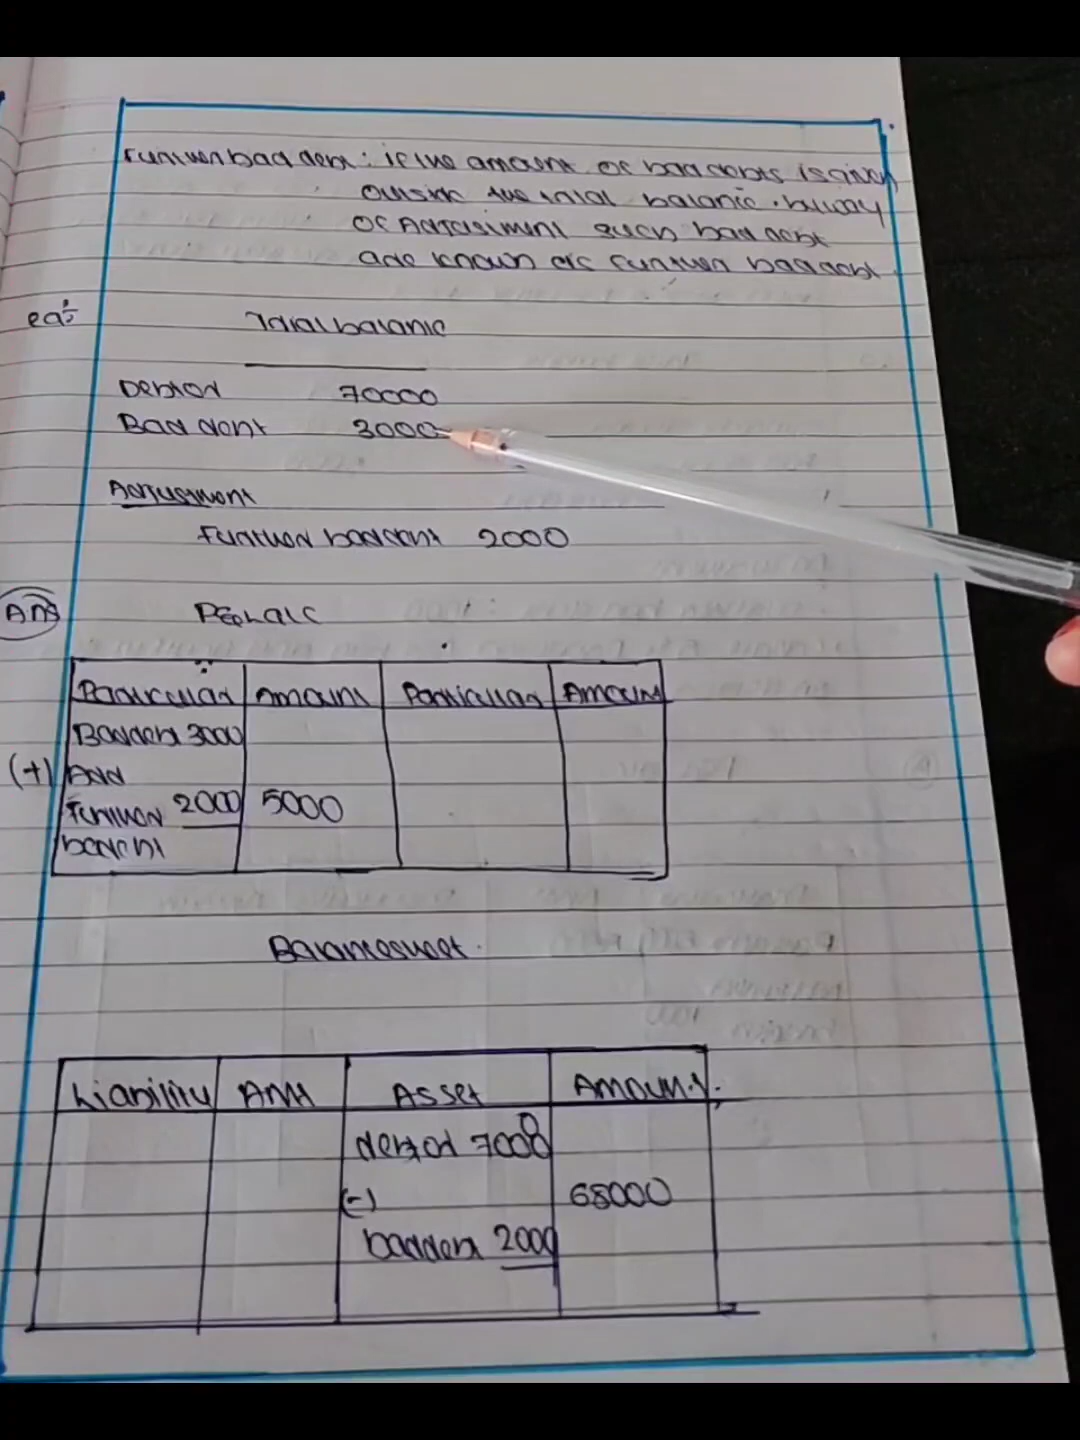 Further bad debt : if the amount of bad debts is given
outside the trial balance . by way
of Adjustment such bad debt
are known as further bad debt
eg:-
Trial balance
Debtor 70000
Bad debt 3000
Adjustment
Further bad debt 2000
Ans
P&L a/c
Particular Amount Particular Amount
Bad debt 3000
(+) Add
Further 2000 5000
bad debt
Balance sheet .
Liability Amt Asset Amount
debtor 70000
(-) 68000
bad debt 2000